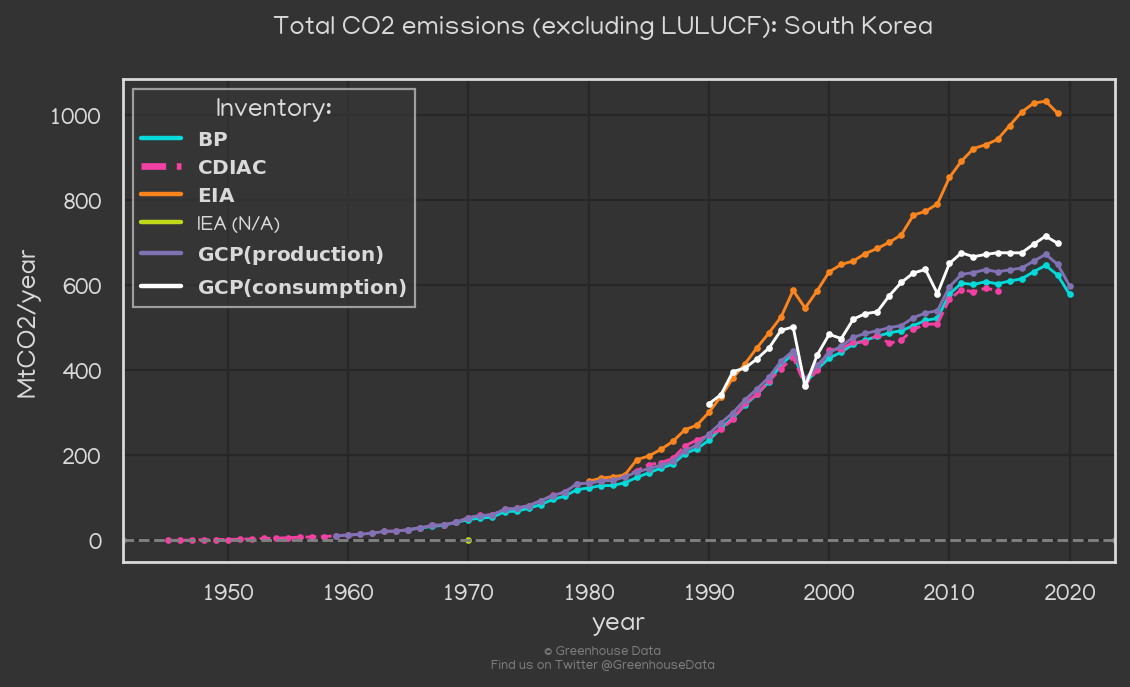 Total CO2 emissions (excluding LULUCF): South Korea
Inventory:
BP
CDIAC
EIA
IEA (N/A)
GCP(production)
GCP(consumption)
MtCO2/year
1000
800
600
400
200
0
1950 1960 1970 1980 1990 2000 2010 2020
year
© Greenhouse Data
Find us on Twitter @GreenhouseData